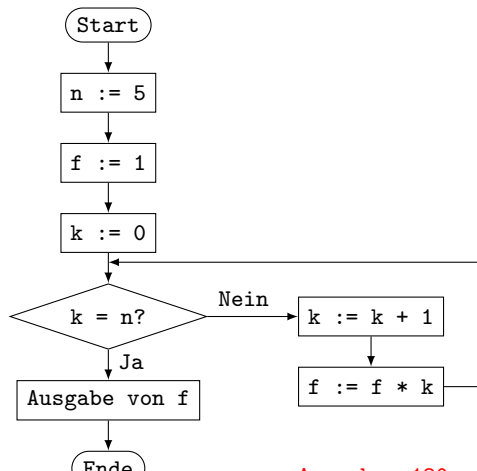 Start
n := 5
f := 1
k := 0
k = n?
Nein
k := k + 1
Ja
f := f * k
Ausgabe von f
Ende